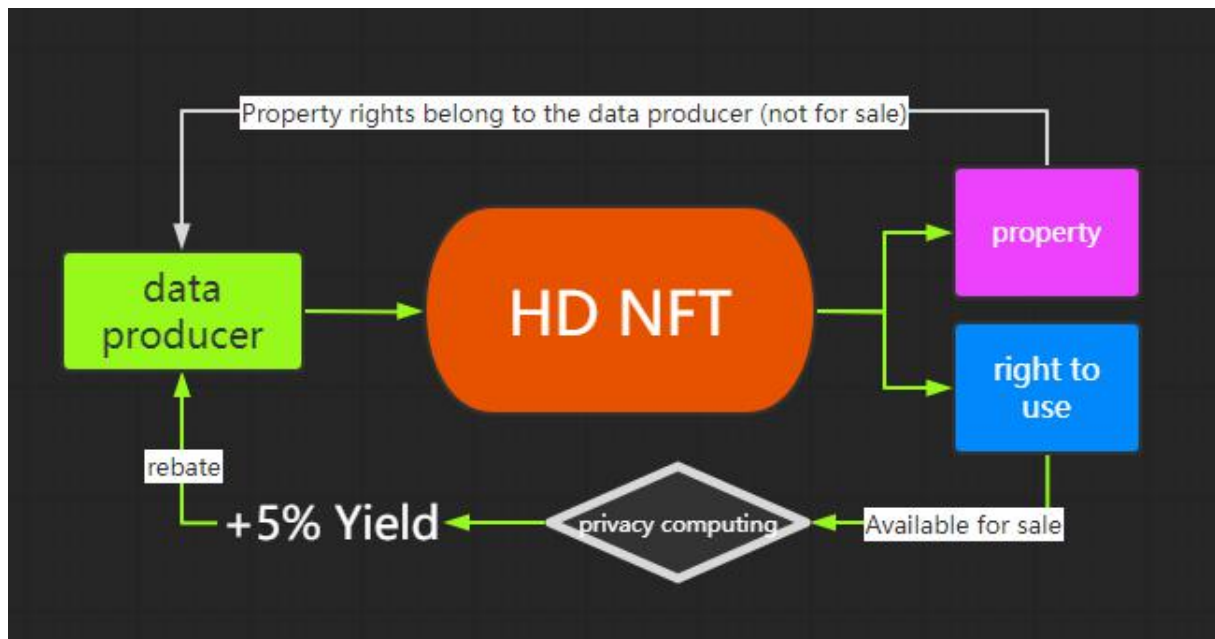 Property rights belong to the data producer (not for sale)
property
data
producer
HD NFT
right to
use
rebate
+5% Yield
privacy computing
Available for sale